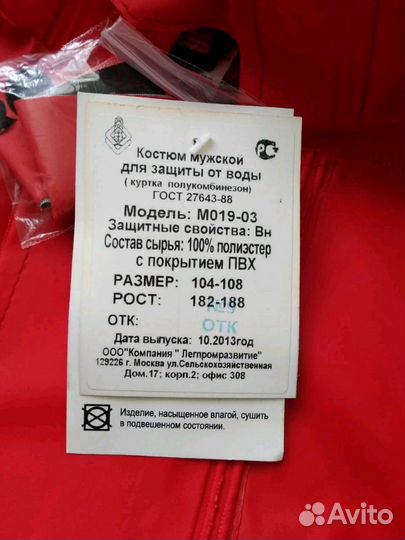 Костюм мужской
для защиты от воды
( куртка полукомбинезон)
ГОСТ 27643-88
Модель: М019-03
Защитные свойства: Вн
Состав сырья: 100% полиэстер
с покрытием ПВХ
РАЗМЕР: 104-108
РОСТ: 182-188
№9
ОТК: ОТК
Дата выпуска: 10.2013год
ООО"Компания " Легпромразвитие"
129226 г. Москва ул.Сельскохозяйственная
Дом.17; корп.2; офис 308
Изделие, насыщенное влагой, сушить
в подвешенном состоянии.
Avito